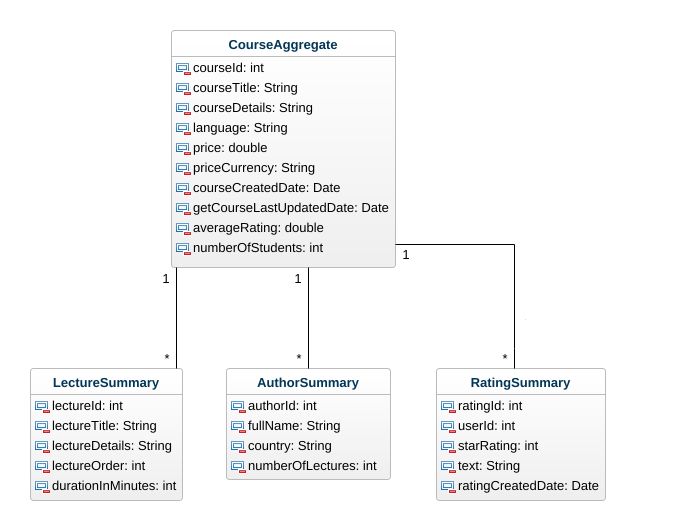 CourseAggregate
courseId: int
courseTitle: String
courseDetails: String
language: String
price: double
priceCurrency: String
courseCreatedDate: Date
getCourseLastUpdatedDate: Date
averageRating: double
numberOfStudents: int
1
1
1
*
*
*
LectureSummary
lectureId: int
lectureTitle: String
lectureDetails: String
lectureOrder: int
durationInMinutes: int
AuthorSummary
authorId: int
fullName: String
country: String
numberOfLectures: int
RatingSummary
ratingId: int
userId: int
starRating: int
text: String
ratingCreatedDate: Date